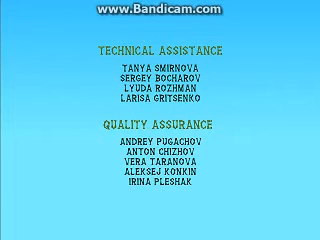 www.Bandicam.com
TECHNICAL ASSISTANCE
TANYA SMIRNOVA
SERGEY BOCHAROV
LYUDA ROZHMAN
LARISA GRITSENKO
QUALITY ASSURANCE
ANDREY PUGACHOV
ANTON CHIZHOV
VERA TARANOVA
ALEKSEJ KONKIN
IRINA PLESHAK